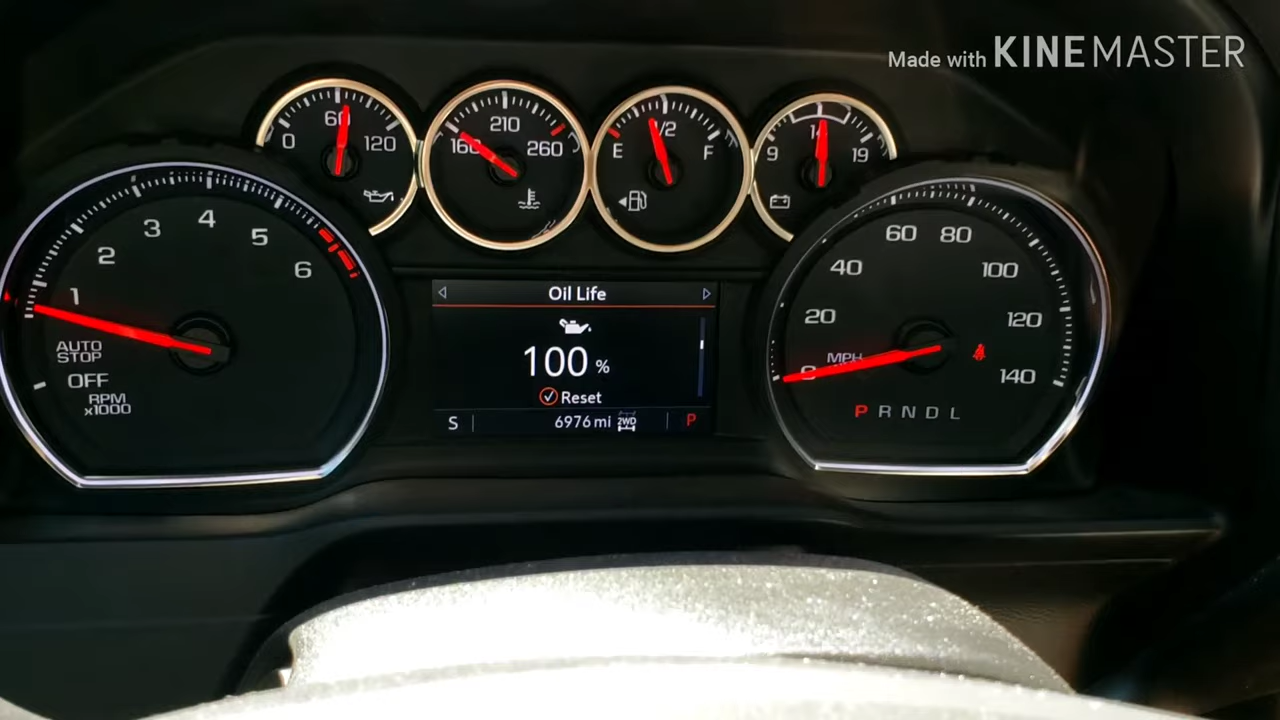 Made with KINEMASTER
0 60 120
160 210 260
E 1/2 F
9 14 19
1 2 3 4 5 6
AUTO
STOP
OFF
RPM
x1000
Oil Life
100 %
Reset
S 6976 mi 2WD P
0 20 40 60 80 100 120 140
MPH
P R N D L